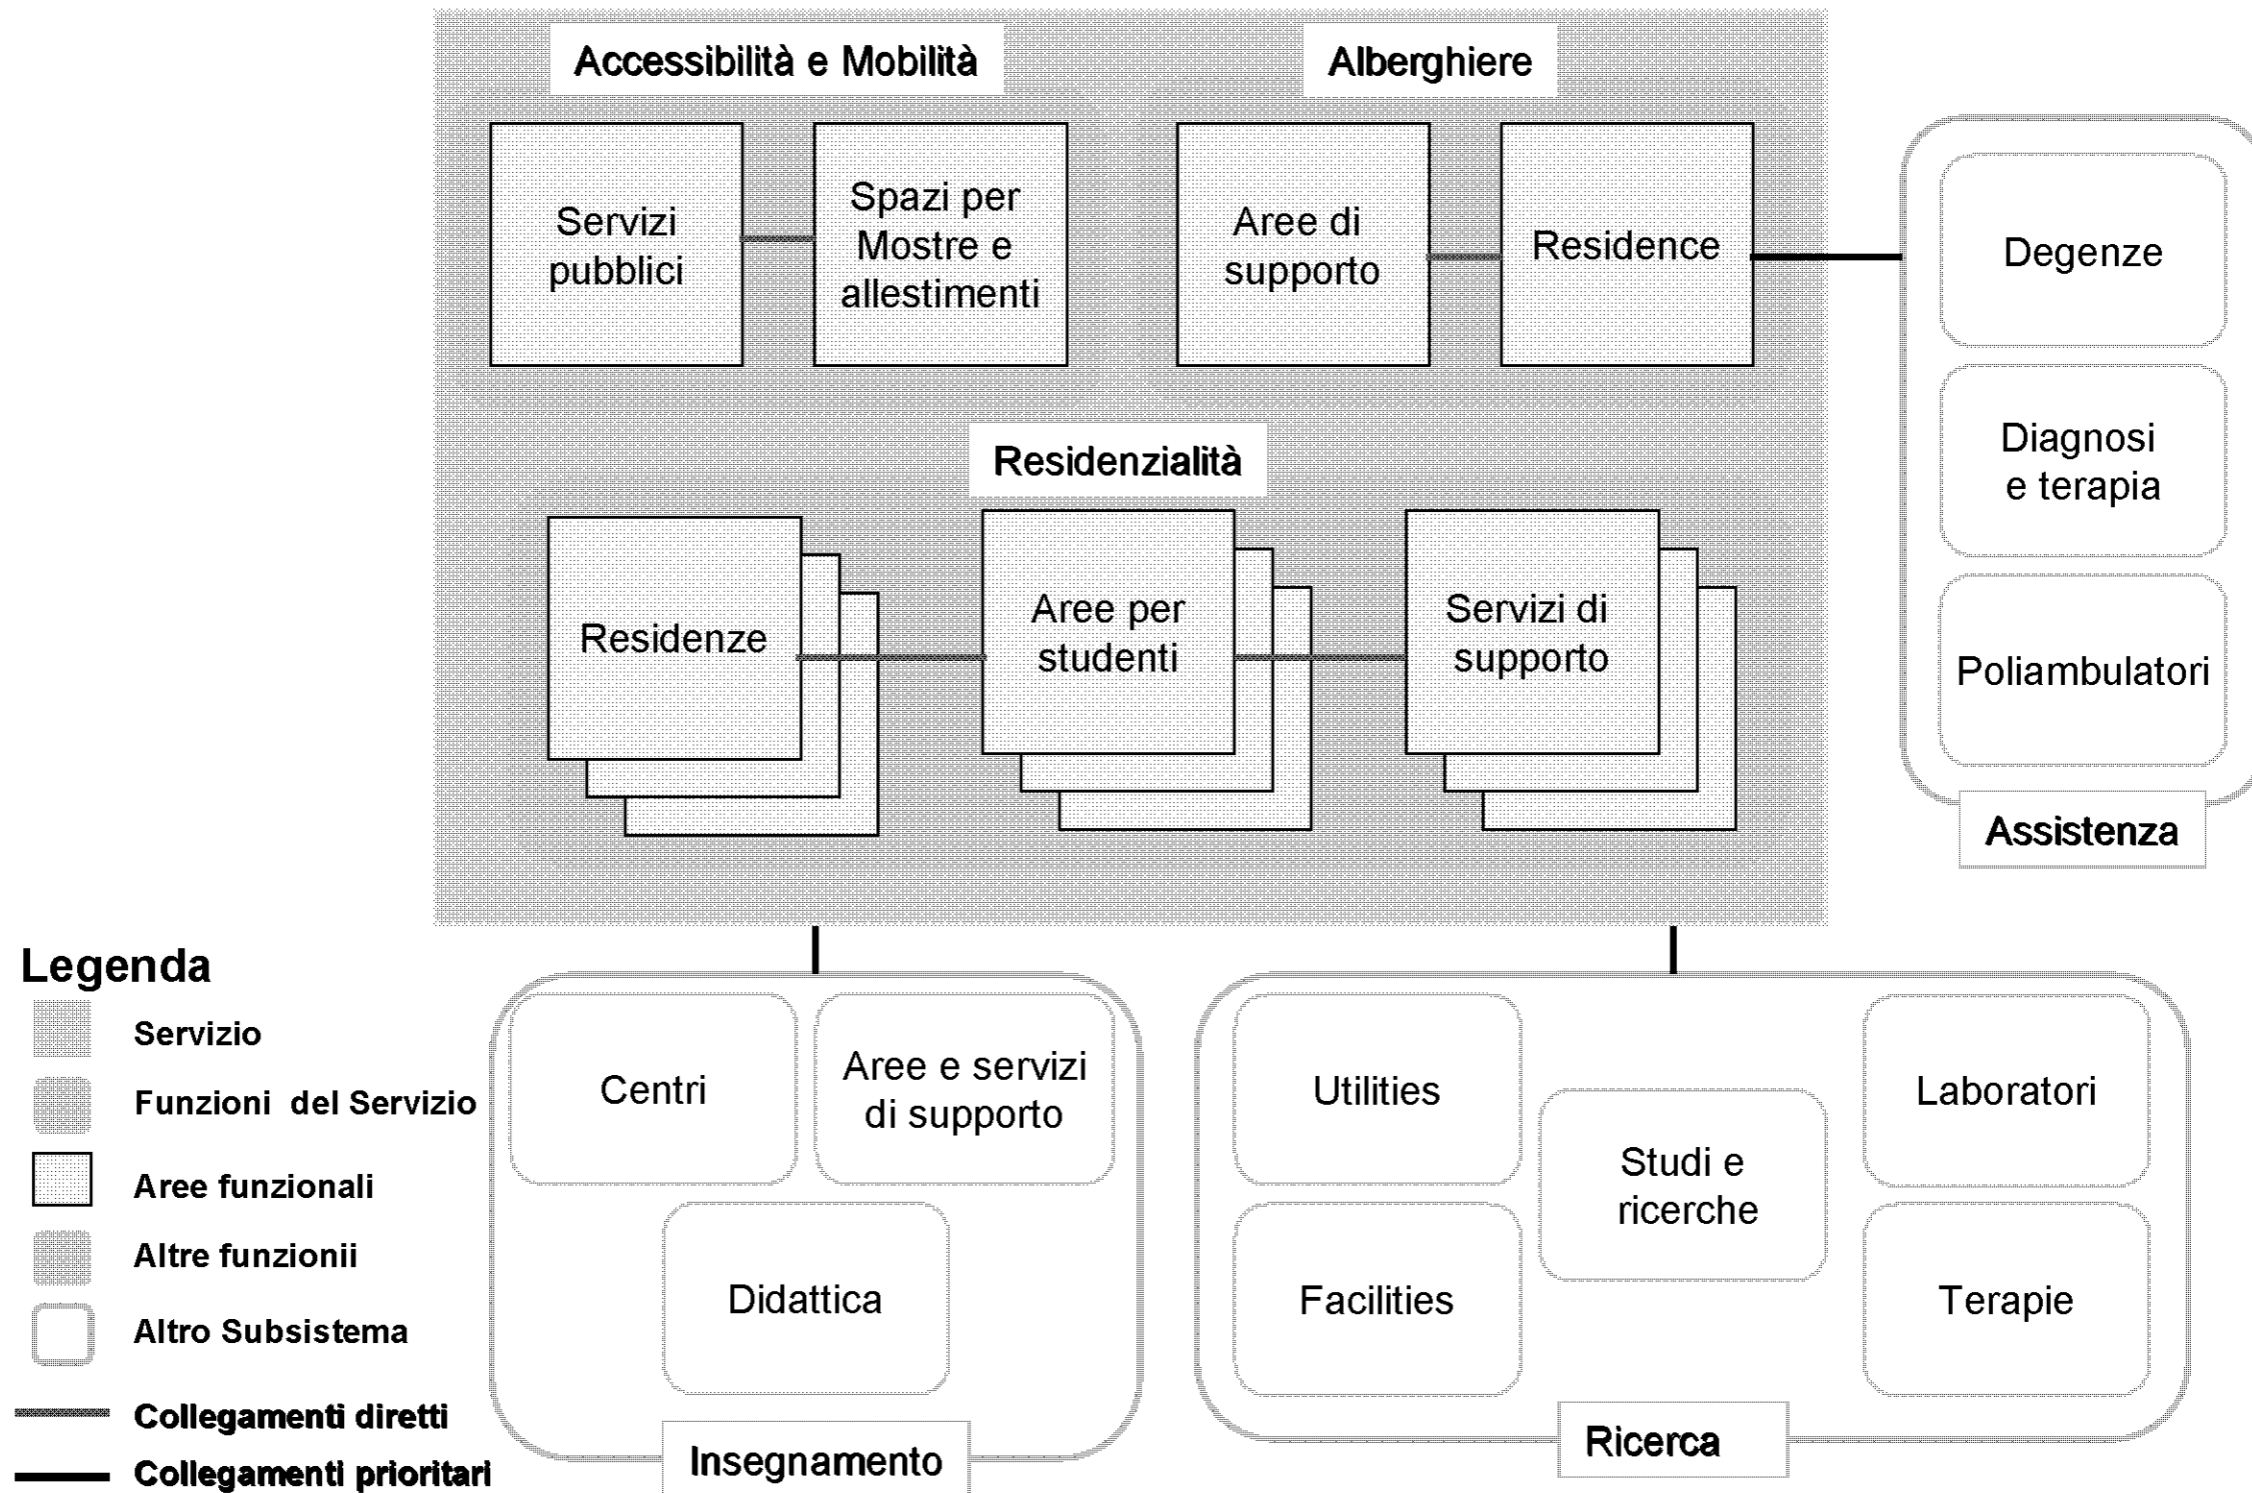 Accessibilità e Mobilità
Alberghiere
Servizi
pubblici
Spazi per
Mostre e
allestimenti
Aree di
supporto
Residence
Degenze
Diagnosi
e terapia
Poliambulatori
Assistenza
Residenzialità
Residenze
Aree per
studenti
Servizi di
supporto
Legenda
Servizio
Funzioni del Servizio
Aree funzionali
Altre funzionii
Altro Subsistema
Collegamenti diretti
Collegamenti prioritari
Centri
Aree e servizi
di supporto
Didattica
Insegnamento
Utilities
Laboratori
Studi e
ricerche
Facilities
Terapie
Ricerca